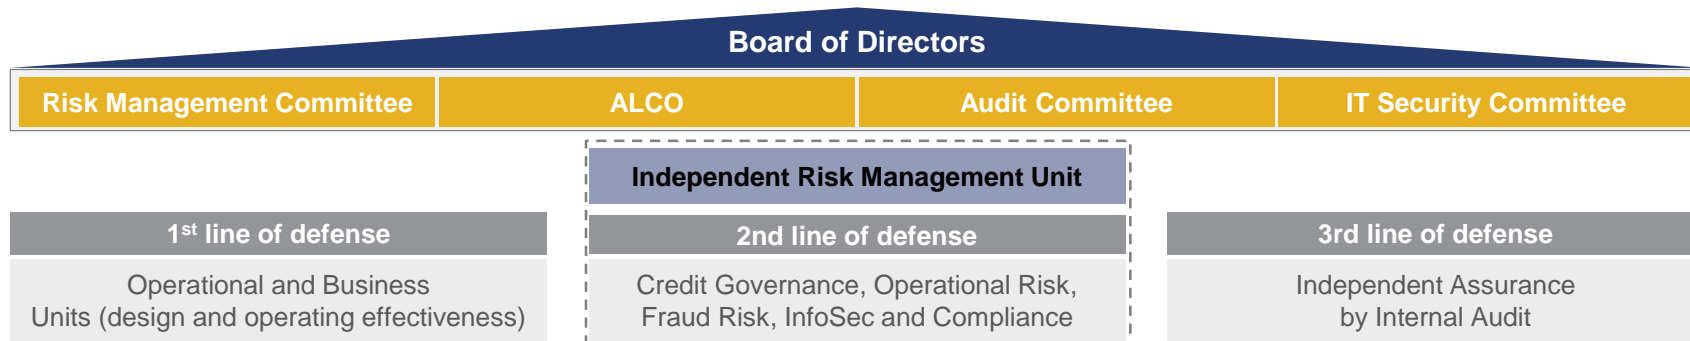 Board of Directors
Risk Management Committee
ALCO
Audit Committee
IT Security Committee
Independent Risk Management Unit
1st line of defense
Operational and Business
Units (design and operating effectiveness)
2nd line of defense
Credit Governance, Operational Risk,
Fraud Risk, InfoSec and Compliance
3rd line of defense
Independent Assurance
by Internal Audit